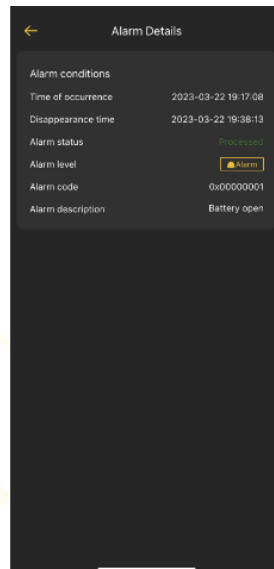 Alarm Details
Alarm conditions
Time of occurrence 2023-03-22 19:17:08
Disappearance time 2023-03-22 19:38:13
Alarm status Processed
Alarm level Alarm
Alarm code 0x00000001
Alarm description Battery open